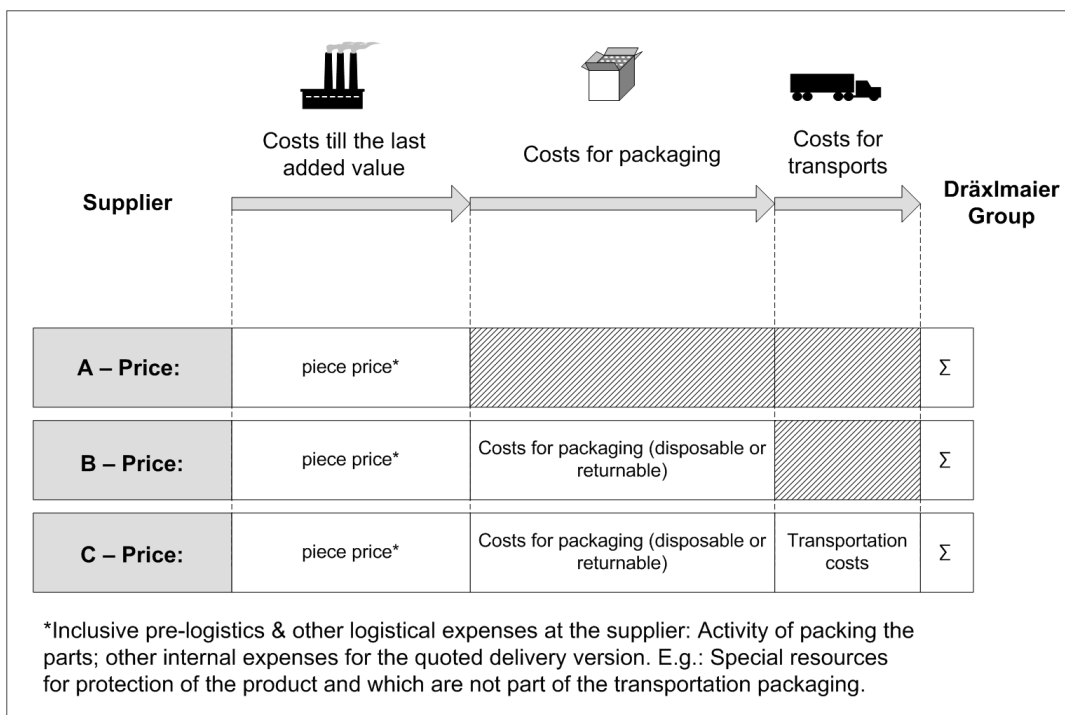 Costs till the last
added value
Costs for packaging
Costs for
transports
Supplier
Dräxlmaier
Group
A – Price:
piece price*
Σ
B – Price:
piece price*
Costs for packaging (disposable or
returnable)
Σ
C – Price:
piece price*
Costs for packaging (disposable or
returnable)
Transportation
costs
Σ
*Inclusive pre-logistics & other logistical expenses at the supplier: Activity of packing the
parts; other internal expenses for the quoted delivery version. E.g.: Special resources
for protection of the product and which are not part of the transportation packaging.